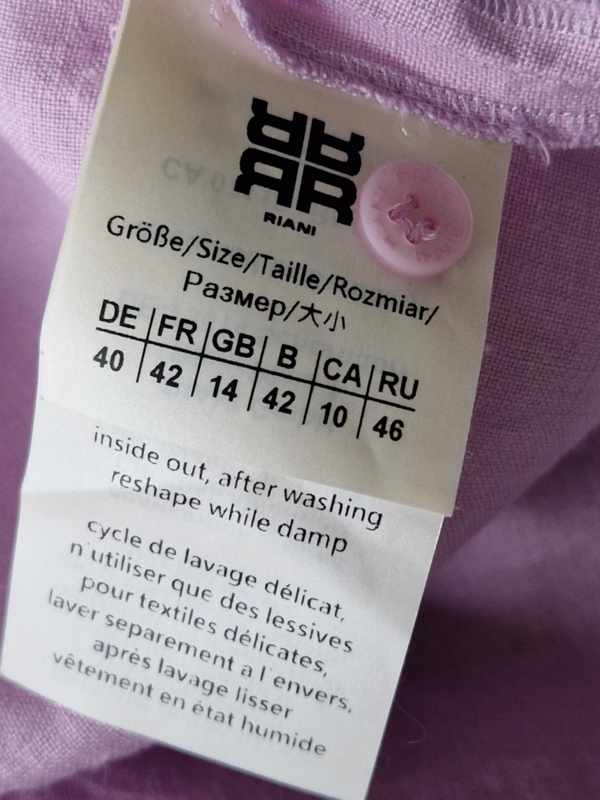 RIANI
Größe/Size/Taille/Rozmiar/
Размер/大小
DE FR GB B CA RU
40 42 14 42 10 46
inside out, after washing
reshape while damp
cycle de lavage délicat,
n'utiliser que des lessives
pour textiles délicates,
laver separement a l'envers,
après lavage lisser
vêtement en état humide